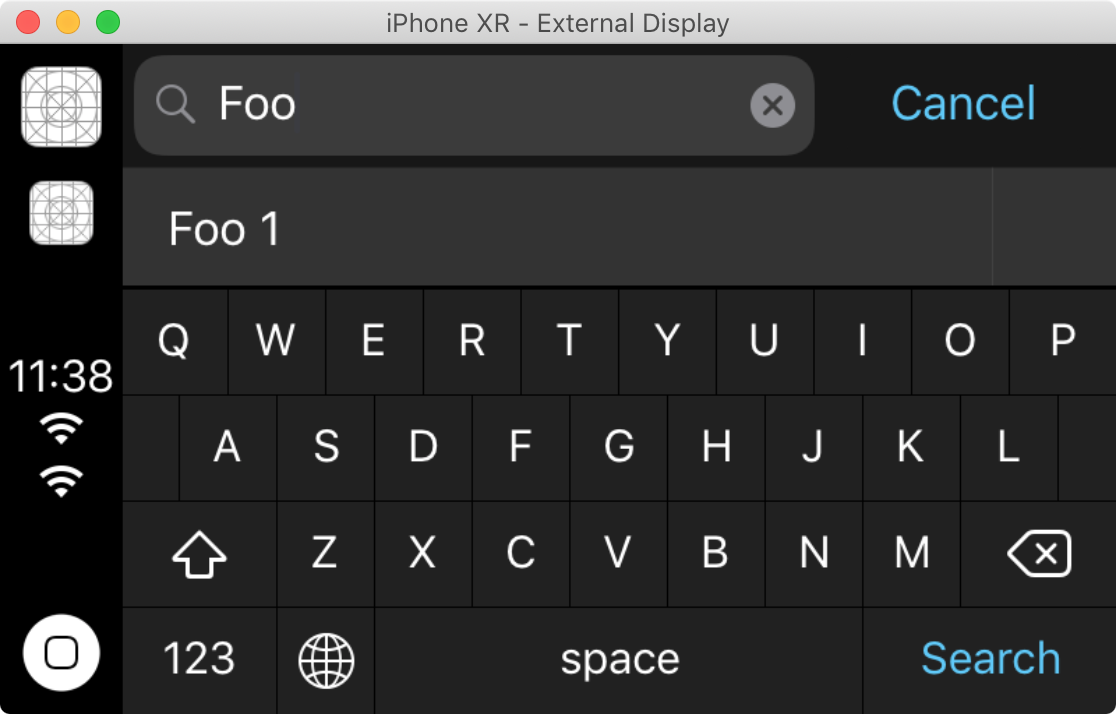 iPhone XR - External Display
Foo
Cancel
Foo 1
11:38
Q W E R T Y U I O P
A S D F G H J K L
Z X C V B N M
123
space
Search